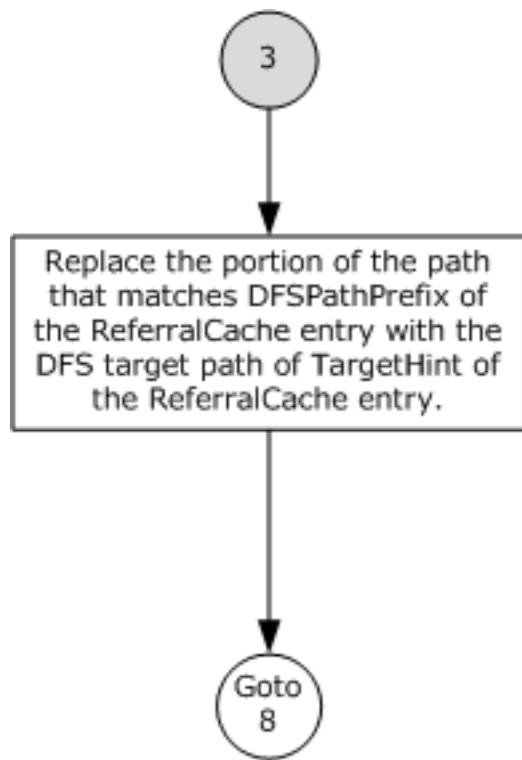 3
Replace the portion of the path
that matches DFSPathPrefix of
the ReferralCache entry with the
DFS target path of TargetHint of
the ReferralCache entry.
Goto
8